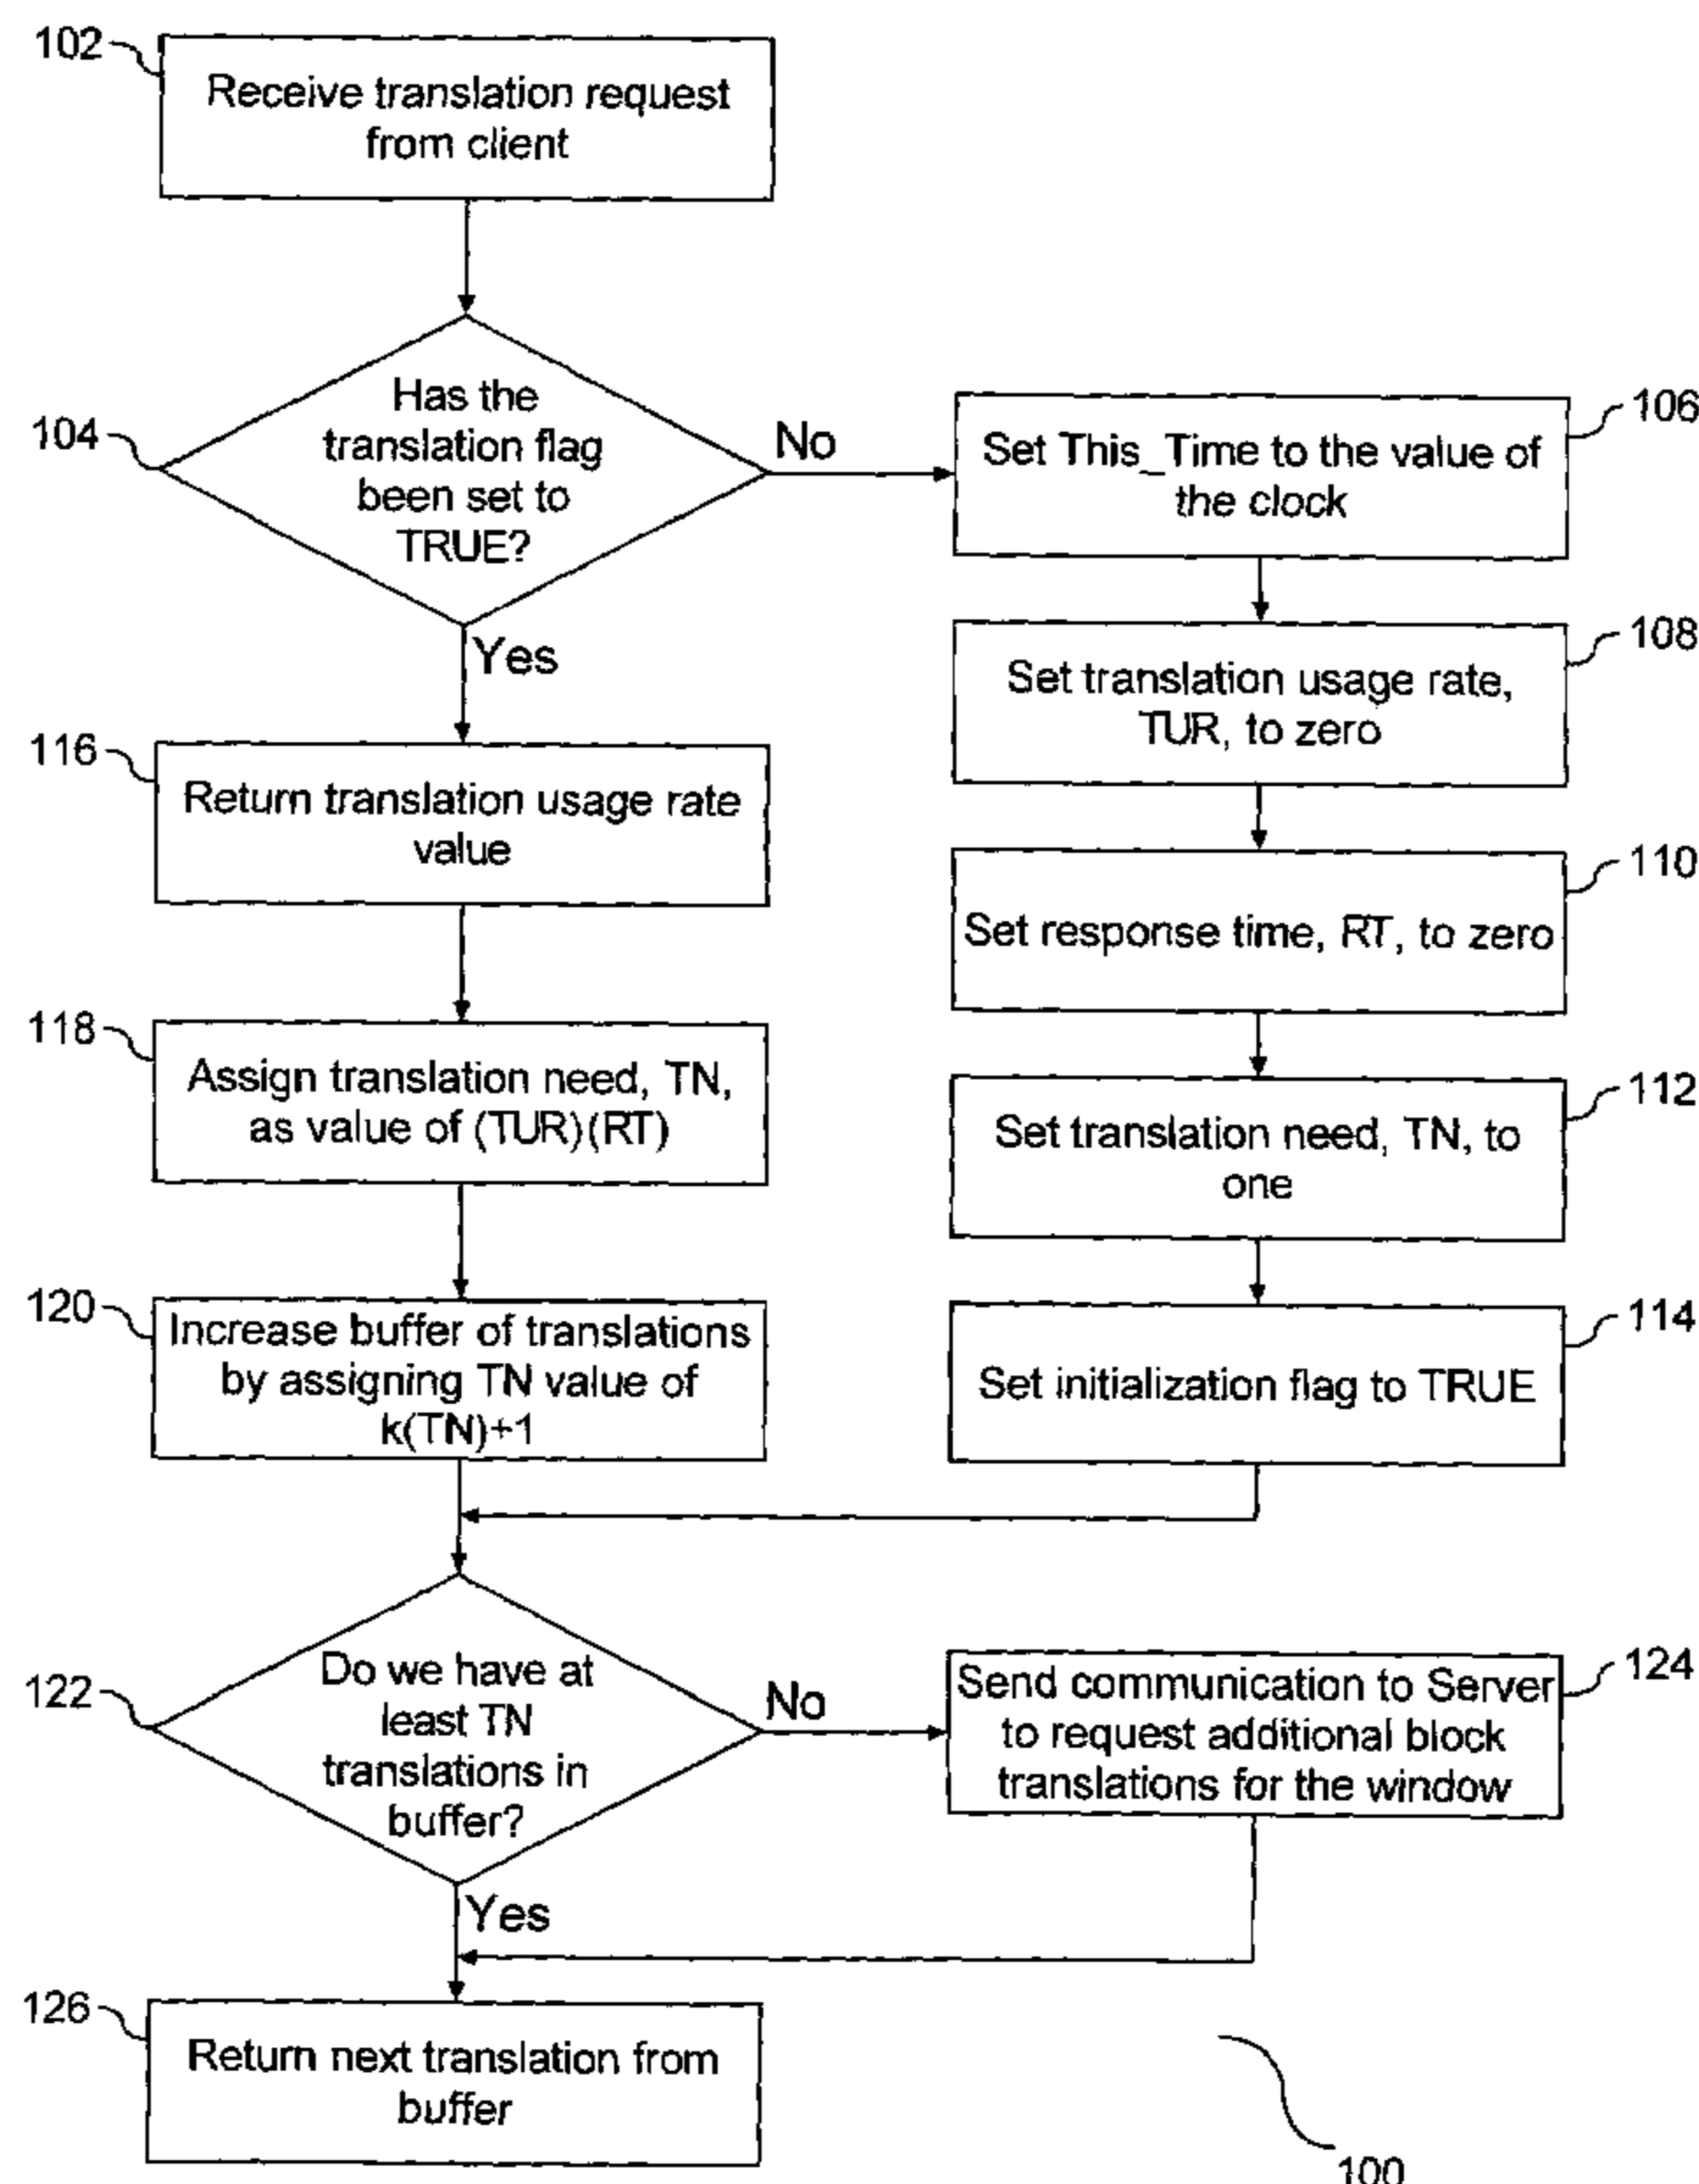 102
Receive translation request
from client
104
Has the
translation flag
been set to
TRUE?
No
106
Set This_Time to the value of
the clock
108
Set translation usage rate,
TUR, to zero
110
Set response time, RT, to zero
112
Set translation need, TN, to
one
114
Set initialization flag to TRUE
Yes
116
Return translation usage rate
value
118
Assign translation need, TN,
as value of (TUR)(RT)
120
Increase buffer of translations
by assigning TN value of
k(TN)+1
122
Do we have at
least TN
translations in
buffer?
No
124
Send communication to Server
to request additional block
translations for the window
Yes
126
Return next translation from
buffer
100